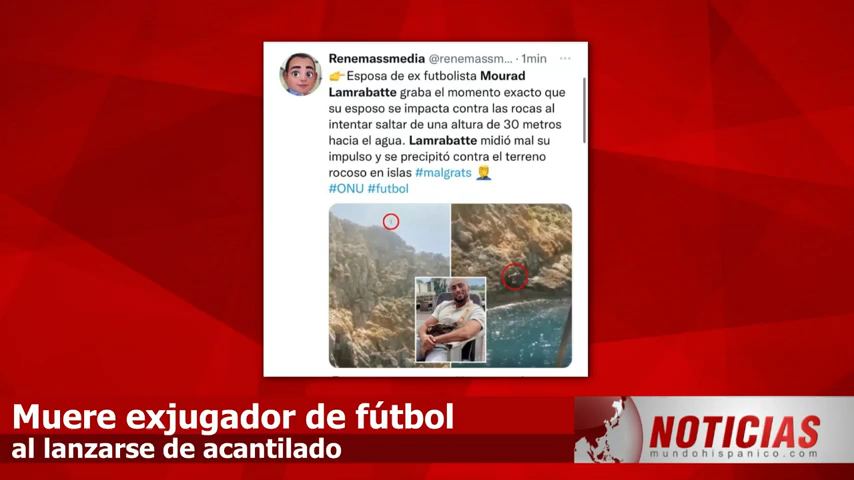 Renemassmedia @renemassm... · 1min ...
👉Esposa de ex futbolista Mourad
Lamrabatte graba el momento exacto que
su esposo se impacta contra las rocas al
intentar saltar de una altura de 30 metros
hacia el agua. Lamrabatte midió mal su
impulso y se precipitó contra el terreno
rocoso en islas #malgrats 🤦‍♂️
#ONU #futbol
Muere exjugador de fútbol
al lanzarse de acantilado
NOTICIAS
mundohispanico.com